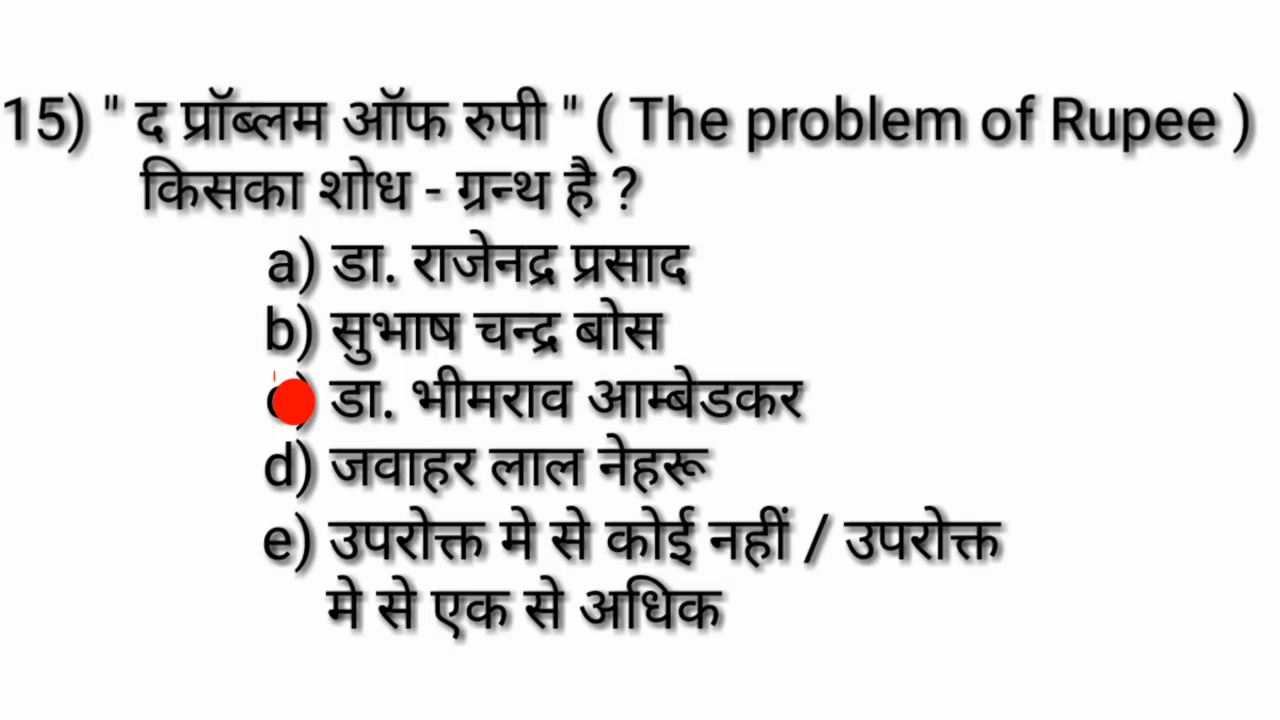 15) " द प्रॉब्लम ऑफ रुपी " ( The problem of Rupee )
किसका शोध - ग्रन्थ है ?
a) डा. राजेनद्र प्रसाद
b) सुभाष चन्द्र बोस
c) डा. भीमराव आम्बेडकर
d) जवाहर लाल नेहरू
e) उपरोक्त मे से कोई नहीं / उपरोक्त
मे से एक से अधिक